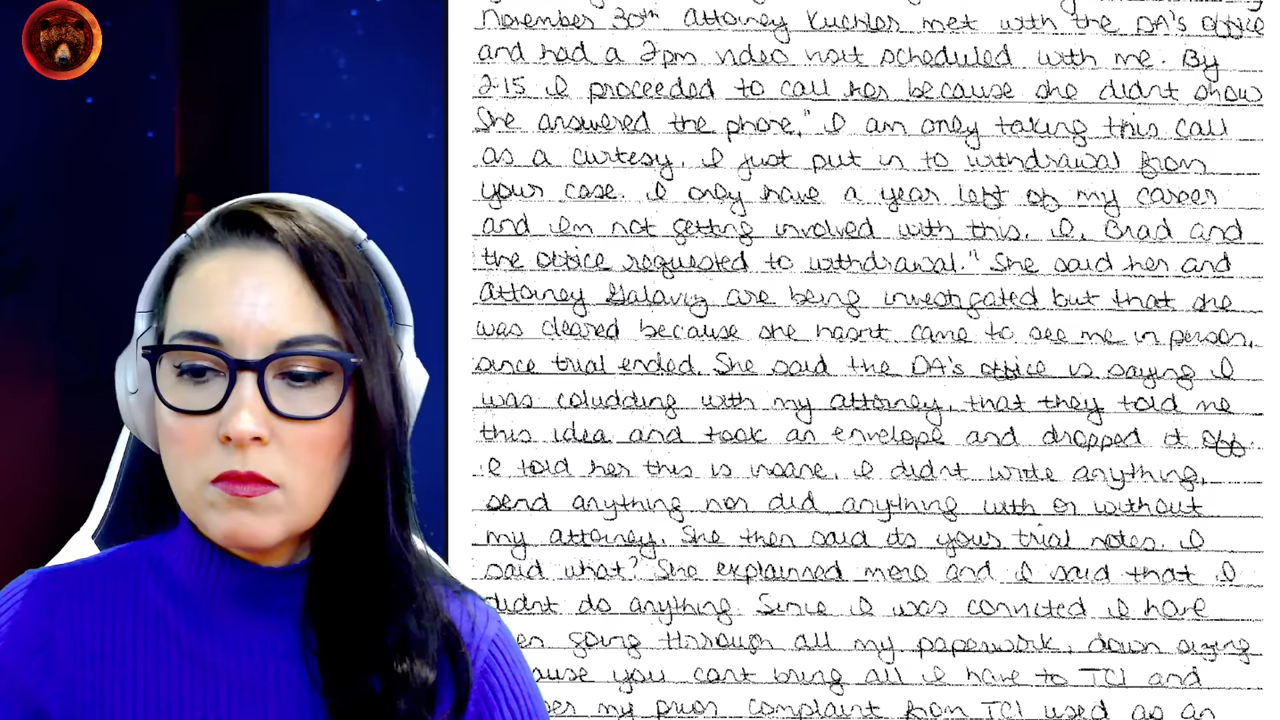 November 30th attorney Kuchler met with the DA's office
and had a 2pm video visit scheduled with me. By
2:15 I proceeded to call her because she didnt show
She answered the phone," I am only taking this call
as a curtesy. I just put in to withdrawal from
your case. I only have a year left of my career
and im not getting involved with this. I, Brad and
the office requested to withdrawal." She said her and
attorney Galaviz are being investigated but that she
was cleared because she hasnt came to see me in person,
since trial ended. She said the DA's office is saying I
was coludding with my attorney, that they told me
this idea and took an envelope and dropped it off.
I told her this is insane, I didnt write anything,
send anything nor did anything with or without
my attorney. She then said its your trial notes. I
said what? She explainned more and I said that I
didnt do anything. Since I was convicted I have
going through all my paperwork, down sizing
you cant bring all I have to TCI and
my prior complaint from TCI used as an